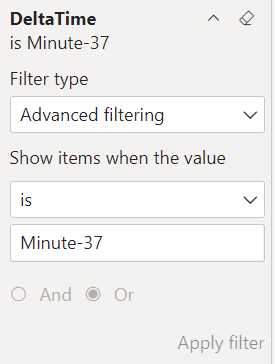 DeltaTime
is Minute-37
Filter type
Advanced filtering
Show items when the value
is
Minute-37
And Or
Apply filter